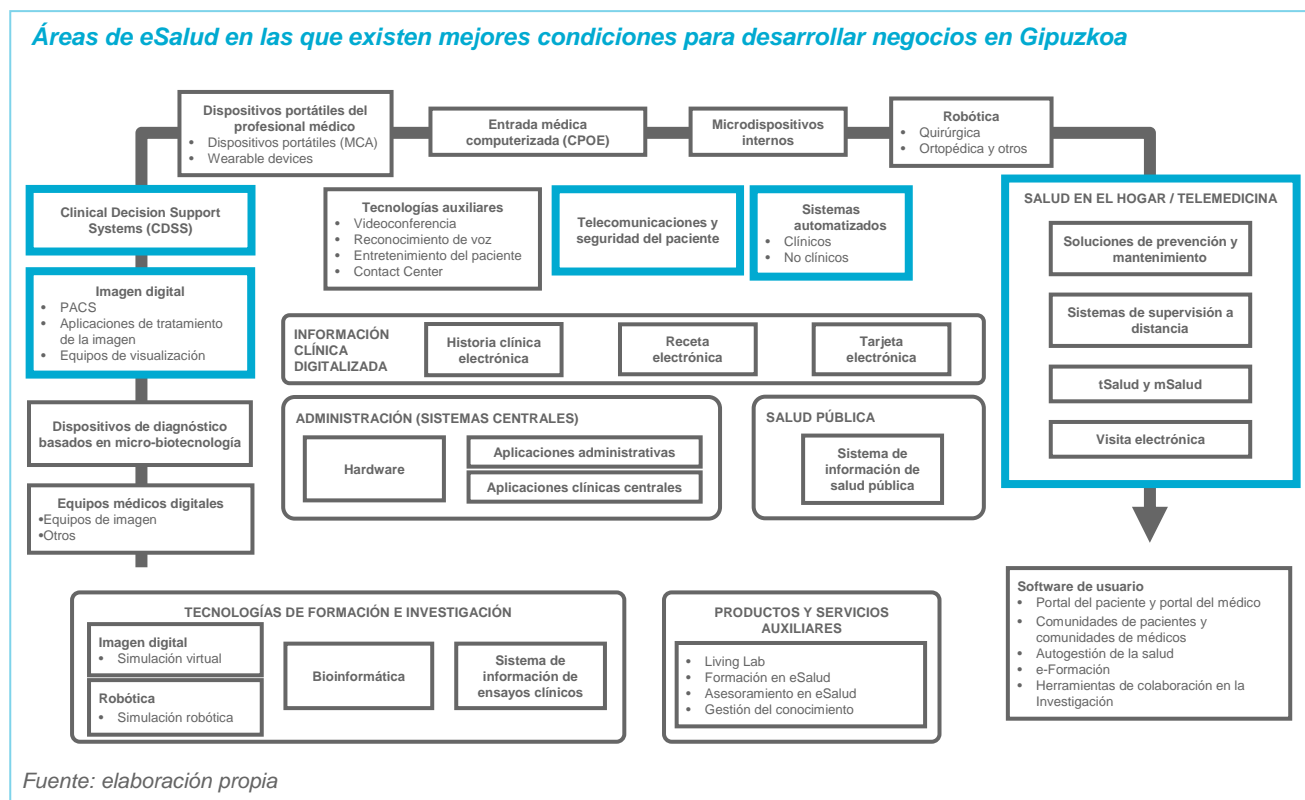 Áreas de eSalud en las que existen mejores condiciones para desarrollar negocios en Gipuzkoa
Dispositivos portátiles del
profesional médico
• Dispositivos portátiles (MCA)
• Wearable devices
Entrada médica
computerizada (CPOE)
Microdispositivos
internos
Robótica
• Quirúrgica
• Ortopédica y otros
Clinical Decision Support
Systems (CDSS)
Tecnologías auxiliares
• Videoconferencia
• Reconocimiento de voz
• Entretenimiento del paciente
• Contact Center
Telecomunicaciones y
seguridad del paciente
Sistemas
automatizados
• Clínicos
• No clínicos
SALUD EN EL HOGAR / TELEMEDICINA
Soluciones de prevención y
mantenimiento
Sistemas de supervisión a
distancia
tSalud y mSalud
Visita electrónica
Imagen digital
• PACS
• Aplicaciones de tratamiento
de la imagen
• Equipos de visualización
INFORMACIÓN
CLÍNICA
DIGITALIZADA
Historia clínica
electrónica
Receta
electrónica
Tarjeta
electrónica
Dispositivos de diagnóstico
basados en micro-biotecnología
ADMINISTRACIÓN (SISTEMAS CENTRALES)
Hardware
Aplicaciones administrativas
Aplicaciones clínicas centrales
SALUD PÚBLICA
Sistema de
información de
salud pública
Equipos médicos digitales
•Equipos de imagen
•Otros
TECNOLOGÍAS DE FORMACIÓN E INVESTIGACIÓN
Imagen digital
• Simulación virtual
Robótica
• Simulación robótica
Bioinformática
Sistema de
información de
ensayos clínicos
PRODUCTOS Y SERVICIOS
AUXILIARES
• Living Lab
• Formación en eSalud
• Asesoramiento en eSalud
• Gestión del conocimiento
Software de usuario
• Portal del paciente y portal del médico
• Comunidades de pacientes y
comunidades de médicos
• Autogestión de la salud
• e-Formación
• Herramientas de colaboración en la
Investigación
Fuente: elaboración propia